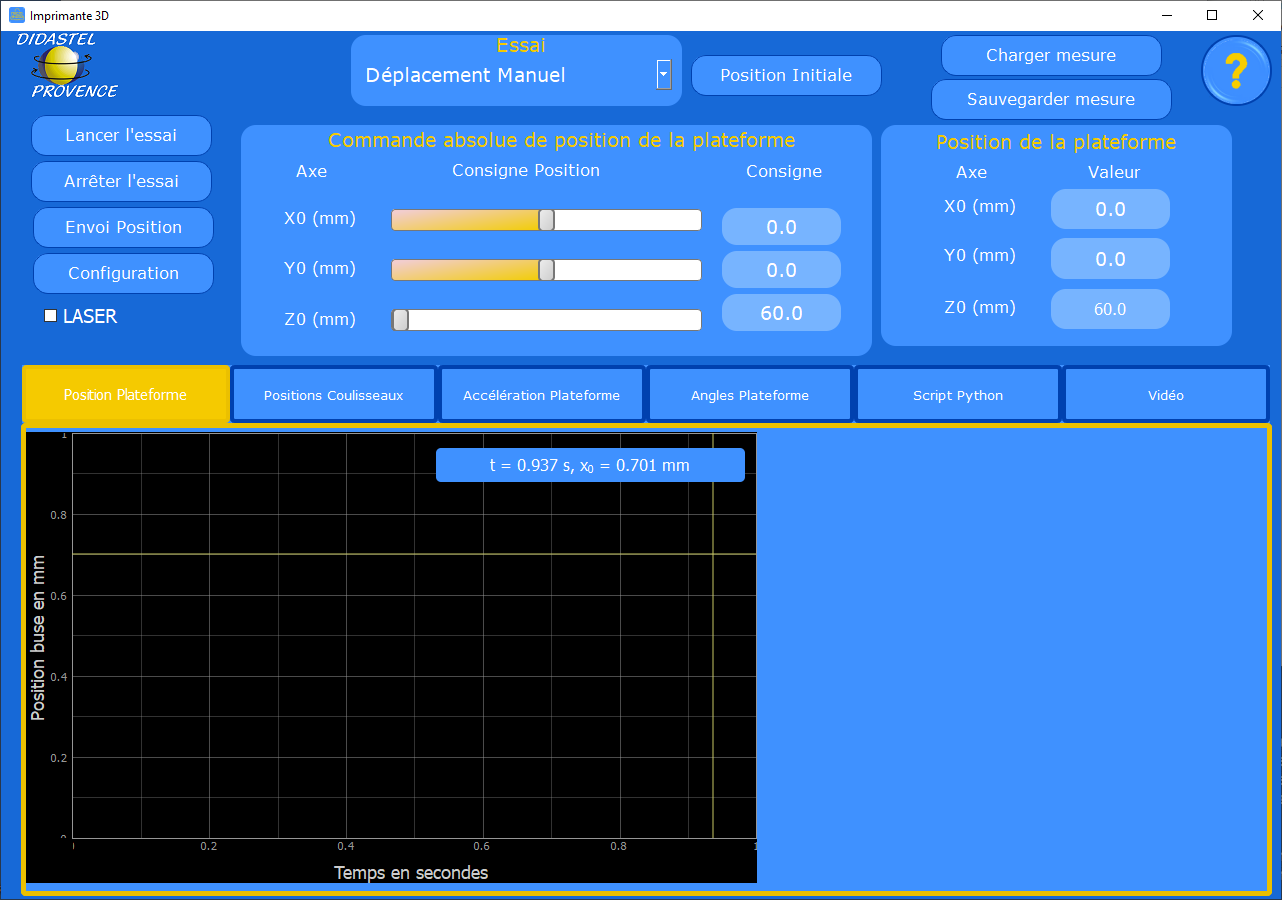 Imprimante 3D
DIDASTEL
PROVENCE
Essai
Déplacement Manuel
Position Initiale
Charger mesure
Sauvegarder mesure
?
Lancer l'essai
Arrêter l'essai
Envoi Position
Configuration
LASER
Commande absolue de position de la plateforme
Axe Consigne Position Consigne
X0 (mm) 0.0
Y0 (mm) 0.0
Z0 (mm) 60.0
Position de la plateforme
Axe Valeur
X0 (mm) 0.0
Y0 (mm) 0.0
Z0 (mm) 60.0
Position Plateforme
Positions Coulisseaux
Accélération Plateforme
Angles Plateforme
Script Python
Vidéo
t = 0.937 s, x₀ = 0.701 mm
Position buse en mm
1
0.8
0.6
0.4
0.2
0.2 0.4 0.6 0.8
Temps en secondes